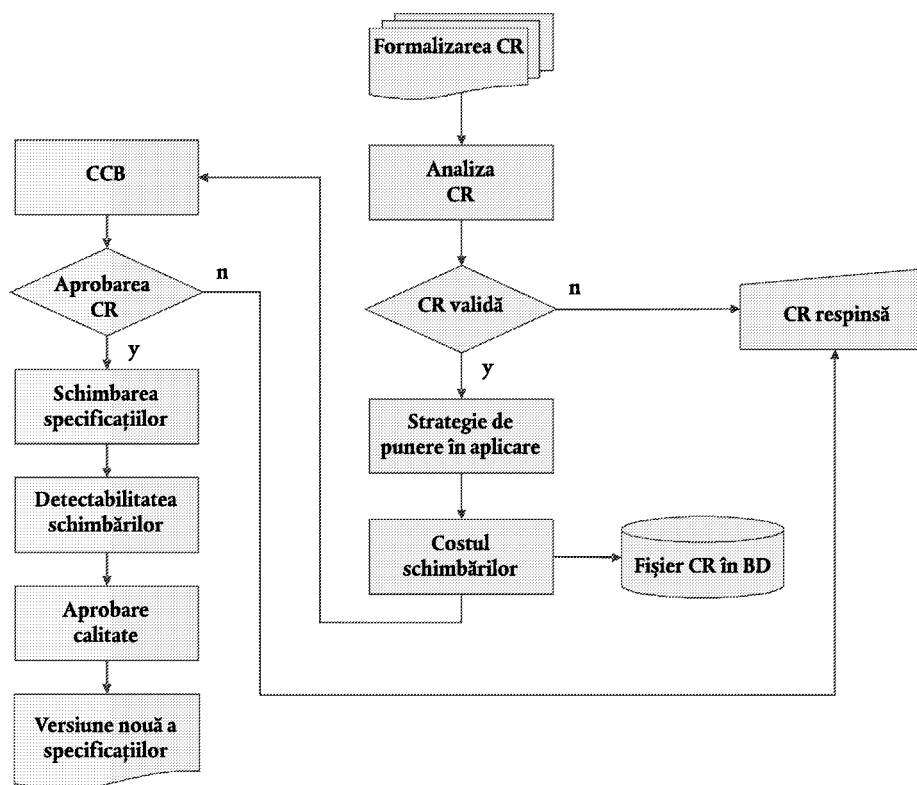 Formalizarea CR
Analiza
CR
CR validă
n
y
CR respinsă
Strategie de
punere în aplicare
Costul
schimbărilor
Fișier CR în BD
CCB
Aprobarea
CR
n
y
Schimbarea
specificațiilor
Detectabilitatea
schimbărilor
Aprobare
calitate
Versiune nouă a
specificațiilor